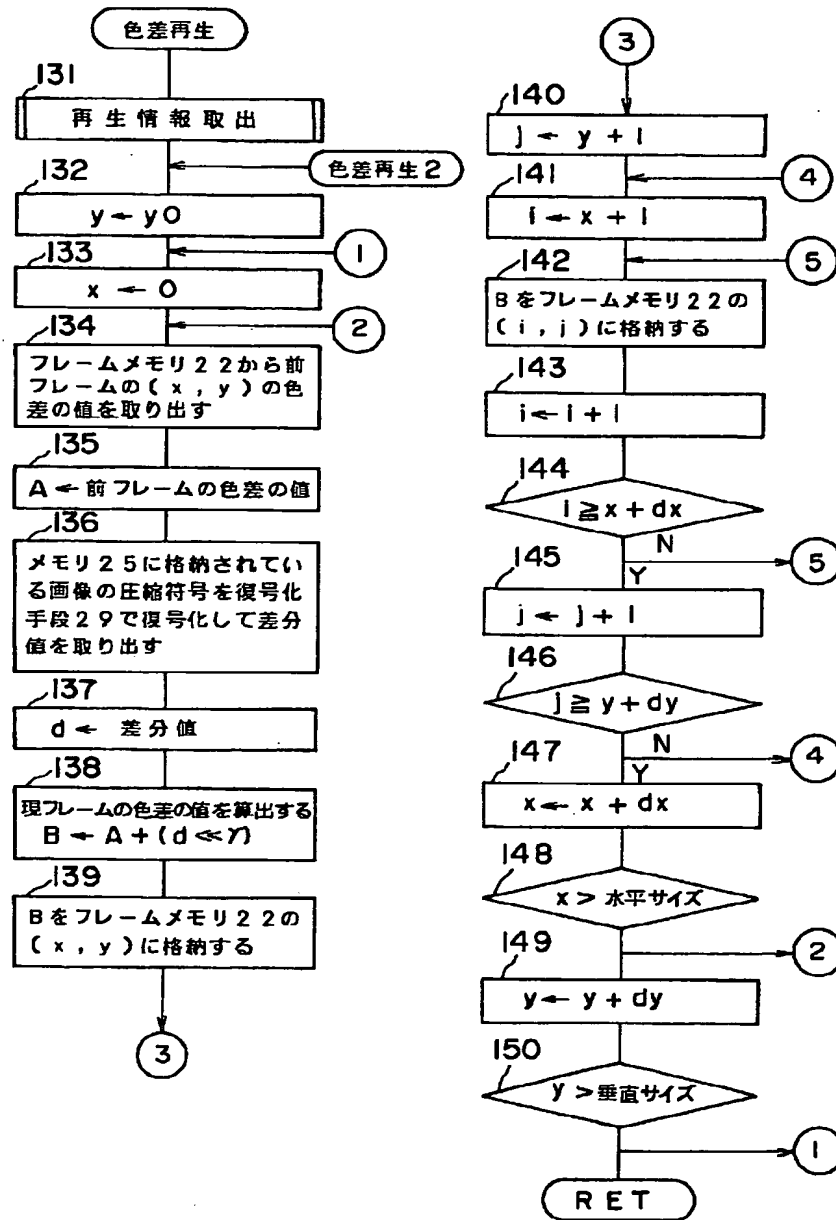 色差再生
131
再生情報取出
色差再生2
132
y ← y0
1
133
x ← 0
2
134
フレームメモリ22から前
フレームの(x,y)の色
差の値を取り出す
135
A ← 前フレームの色差の値
136
メモリ25に格納されてい
る画像の圧縮符号を復号化
手段29で復号化して差分
値を取り出す
137
d ← 差分値
138
現フレームの色差の値を算出する
B ← A + (d ≪ γ)
139
Bをフレームメモリ22の
(x,y)に格納する
3
3
140
j ← y + 1
4
141
i ← x + 1
5
142
Bをフレームメモリ22の
(i,j)に格納する
143
i ← i + 1
144
i ≧ x + dx
N
5
Y
145
j ← j + 1
146
j ≧ y + dy
N
4
Y
147
x ← x + dx
148
x > 水平サイズ
2
149
y ← y + dy
150
y > 垂直サイズ
1
RET